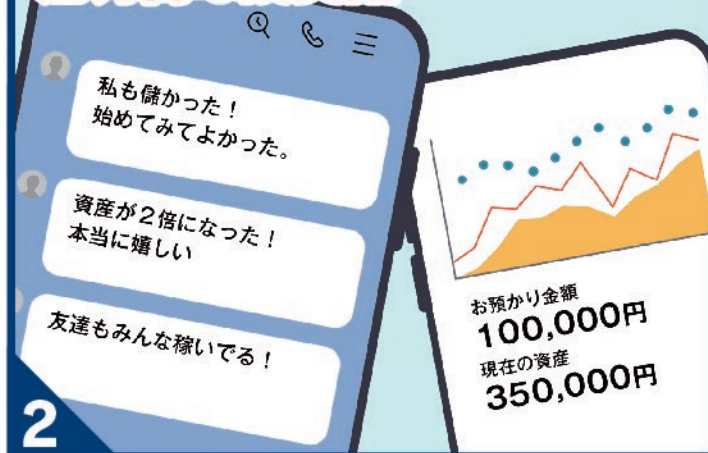 私も儲かった！
始めてみてよかった。
資産が２倍になった！
本当に嬉しい
友達もみんな稼いでる！
お預かり金額
100,000円
現在の資産
350,000円
2